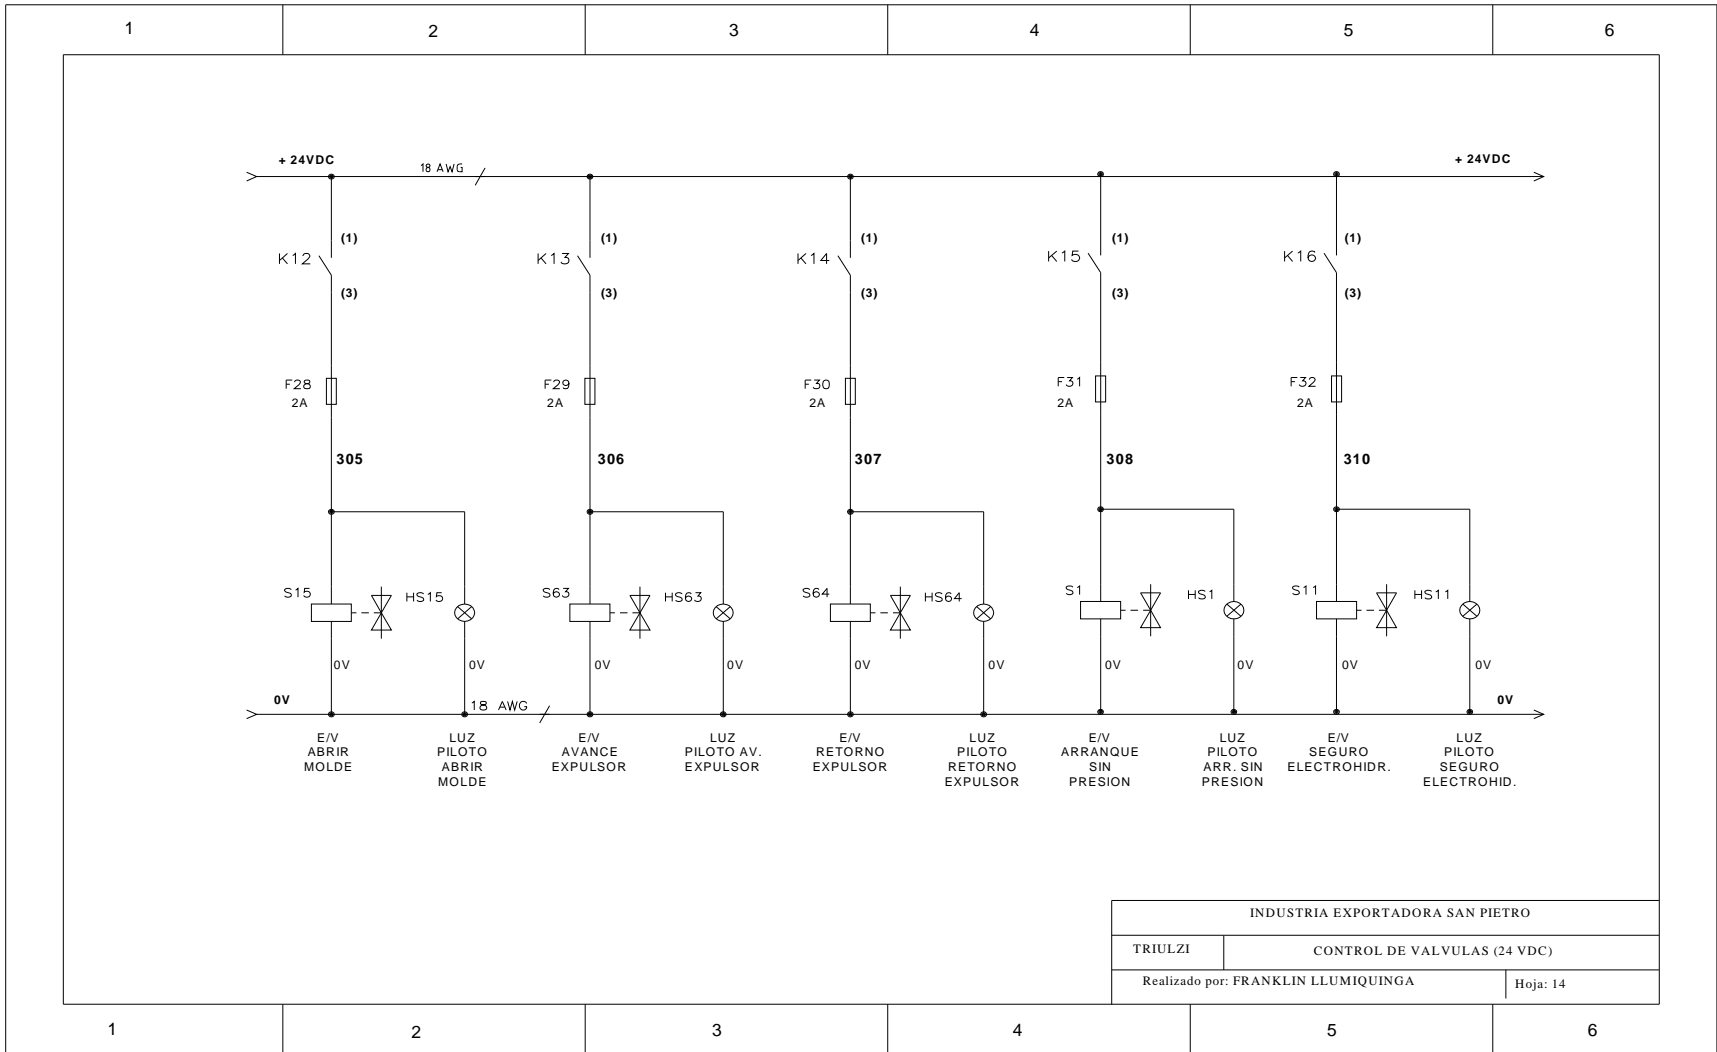 1 2 3 4 5 6
+ 24VDC 18 AWG + 24VDC
(1) (1) (1) (1) (1)
K12 K13 K14 K15 K16
(3) (3) (3) (3) (3)
F28 F29 F30 F31 F32
2A 2A 2A 2A 2A
305 306 307 308 310
S15 HS15 S63 HS63 S64 HS64 S1 HS1 S11 HS11
0V 0V 0V 0V 0V 0V 0V 0V 0V 0V
0V 18 AWG 0V
E/V
ABRIR
MOLDE
LUZ
PILOTO
ABRIR
MOLDE
E/V
AVANCE
EXPULSOR
LUZ
PILOTO AV.
EXPULSOR
E/V
RETORNO
EXPULSOR
LUZ
PILOTO
RETORNO
EXPULSOR
E/V
ARRANQUE
SIN
PRESION
LUZ
PILOTO
ARR. SIN
PRESION
E/V
SEGURO
ELECTROHIDR.
LUZ
PILOTO
SEGURO
ELECTROHID.
INDUSTRIA EXPORTADORA SAN PIETRO
TRIULZI CONTROL DE VALVULAS (24 VDC)
Realizado por: FRANKLIN LLUMIQUINGA Hoja: 14
1 2 3 4 5 6